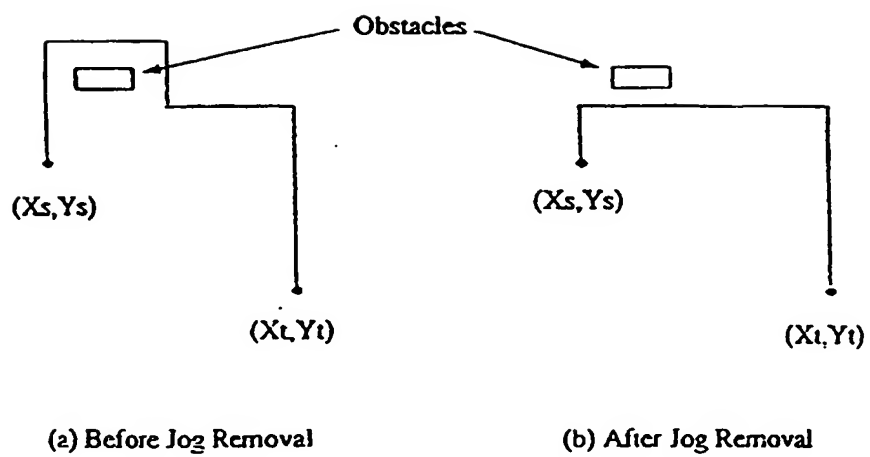 Obstacles
(Xs,Ys)
(Xs,Ys)
(Xt,Yt)
(Xt,Yt)
(a) Before Jog Removal
(b) After Jog Removal